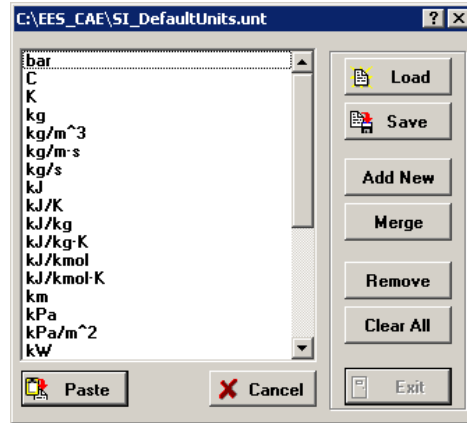 C:\EES_CAE\SI_DefaultUnits.unt
bar
C
K
kg
kg/m^3
kg/m-s
kg/s
kJ
kJ/K
kJ/kg
kJ/kg-K
kJ/kmol
kJ/kmol-K
km
kPa
kPa/m^2
kW
Load
Save
Add New
Merge
Remove
Clear All
Paste
Cancel
Exit